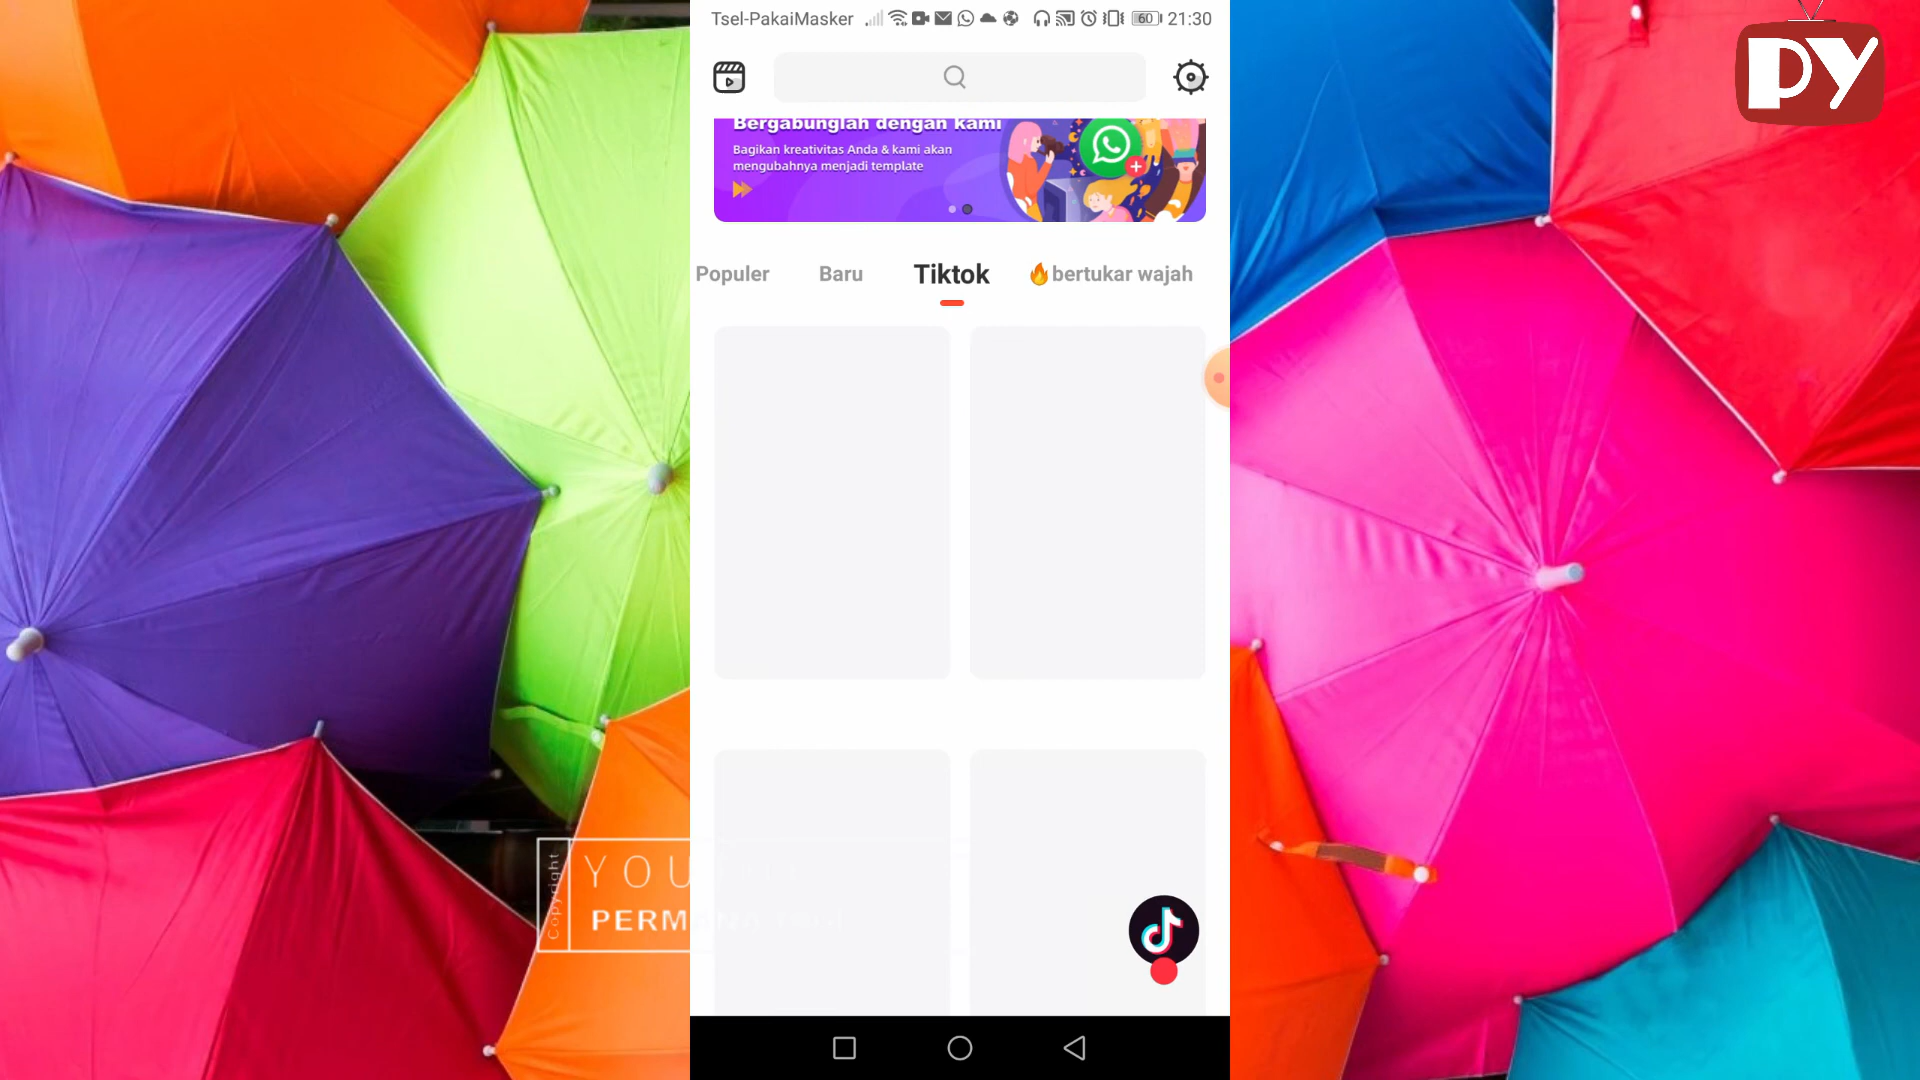 Tsel-PakaiMasker 60 21:30
PY
Bergabunglah dengan kami
Bagikan kreativitas Anda & kami akan
mengubahnya menjadi template
Populer Baru Tiktok bertukar wajah
Copyright
YOU
PERM